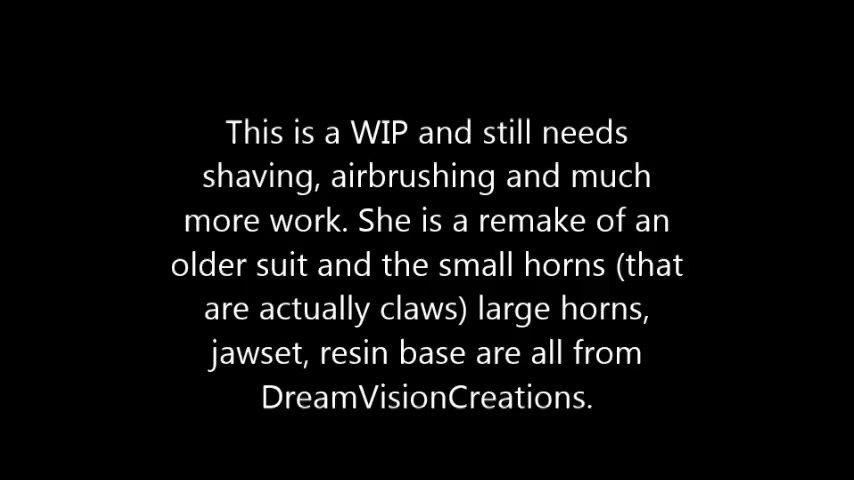 This is a WIP and still needs
shaving, airbrushing and much
more work. She is a remake of an
older suit and the small horns (that
are actually claws) large horns,
jawset, resin base are all from
DreamVisionCreations.